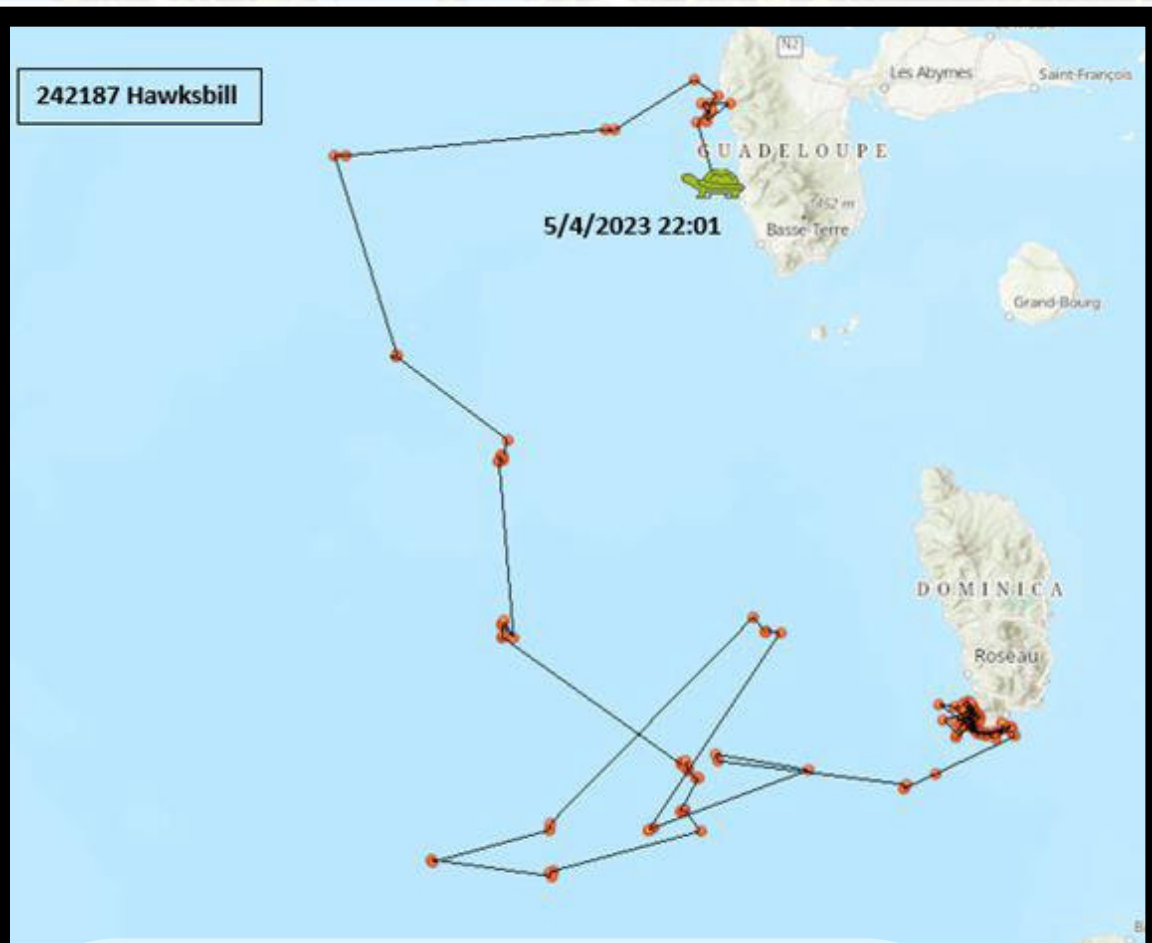 N2
242187 Hawksbill
Les Abymes
Saint-François
GUADELOUPE
1452 m
5/4/2023 22:01
Basse-Terre
Grand-Bourg
DOMINICA
Roseau